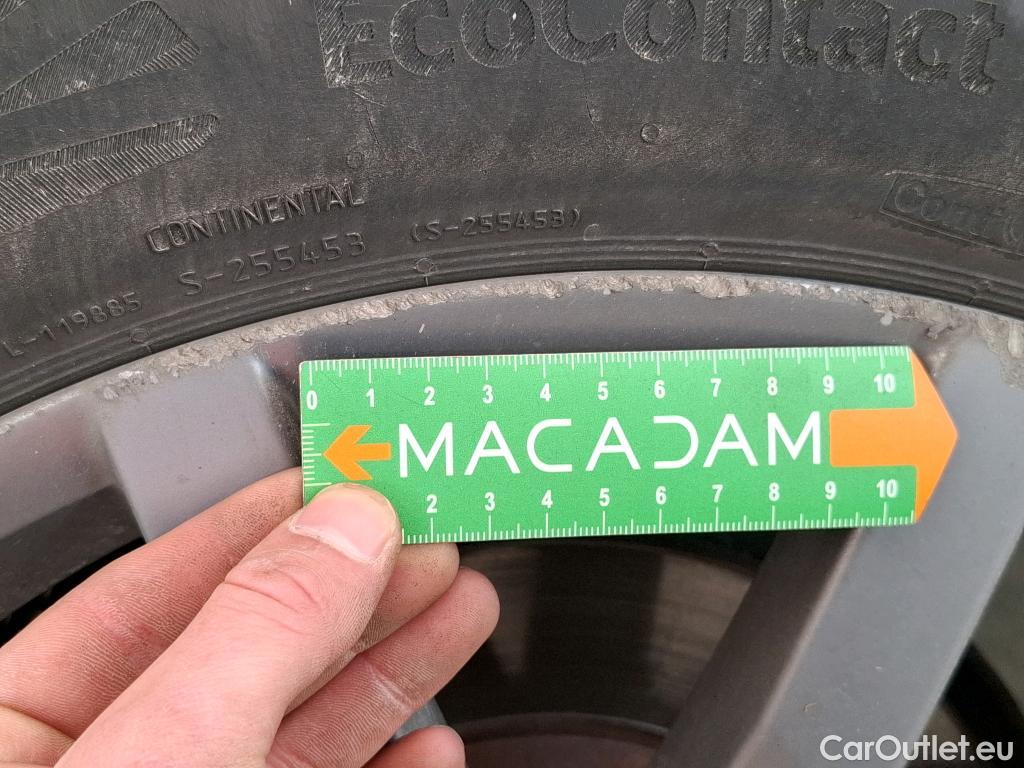 EcoContact
CONTINENTAL
S-255453 (S-255453)
L-119885
0 1 2 3 4 5 6 7 8 9 10
MACADAM
2 3 4 5 6 7 8 9 10
CarOutlet.eu